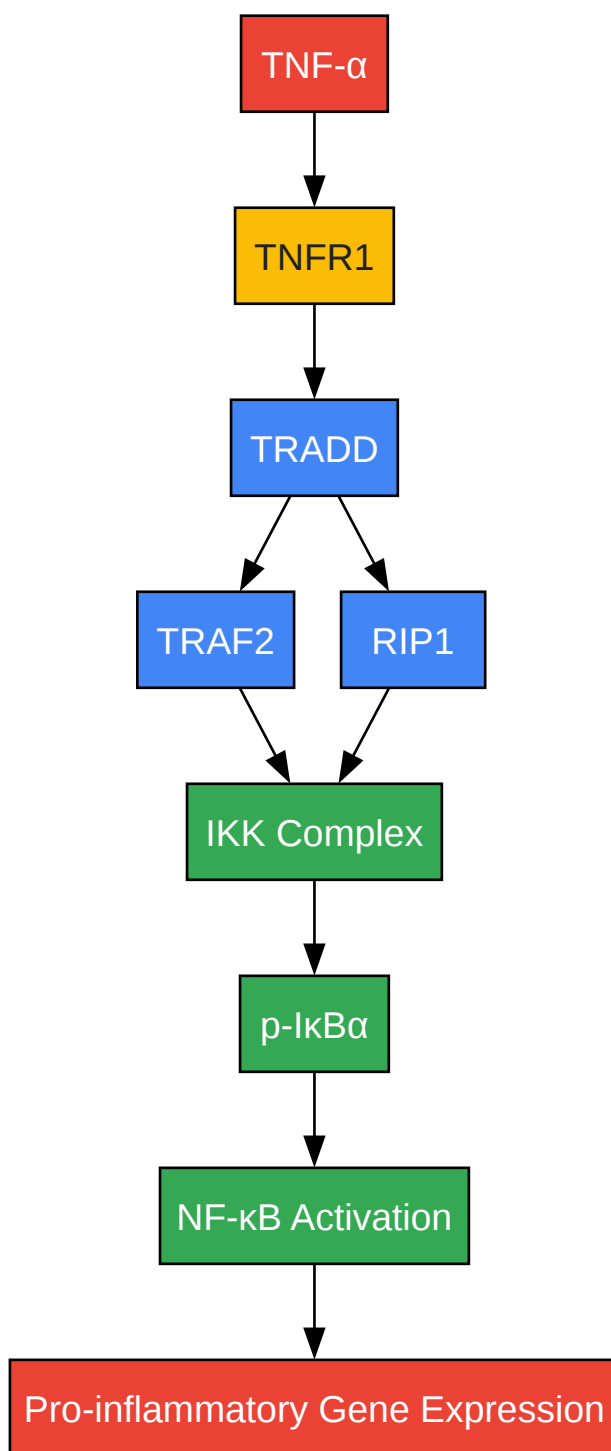 TNF-α
TNFR1
TRADD
TRAF2
RIP1
IKK Complex
p-IκBα
NF-κB Activation
Pro-inflammatory Gene Expression